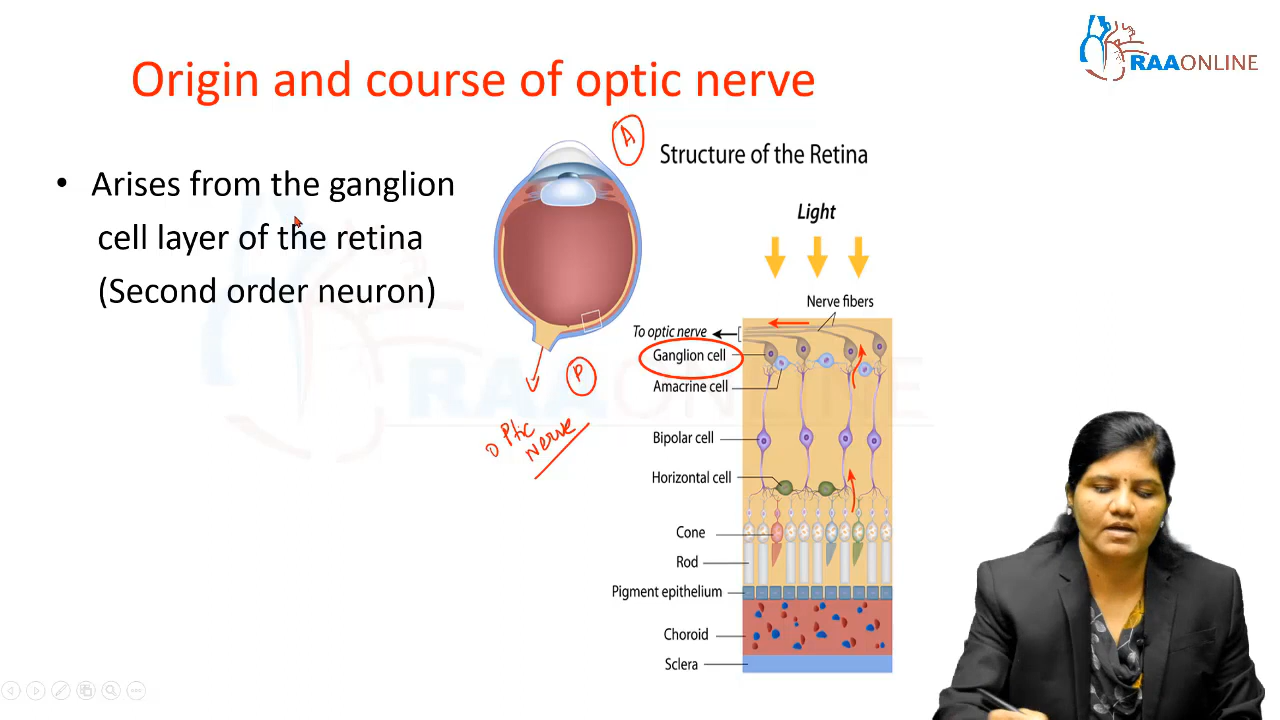 Origin and course of optic nerve
RAAONLINE
• Arises from the ganglion
cell layer of the retina
(Second order neuron)
A
Structure of the Retina
Light
Nerve fibers
To optic nerve
Ganglion cell
Amacrine cell
Bipolar cell
Horizontal cell
Cone
Rod
Pigment epithelium
Choroid
Sclera
P
optic
nerve
RAAONLINE